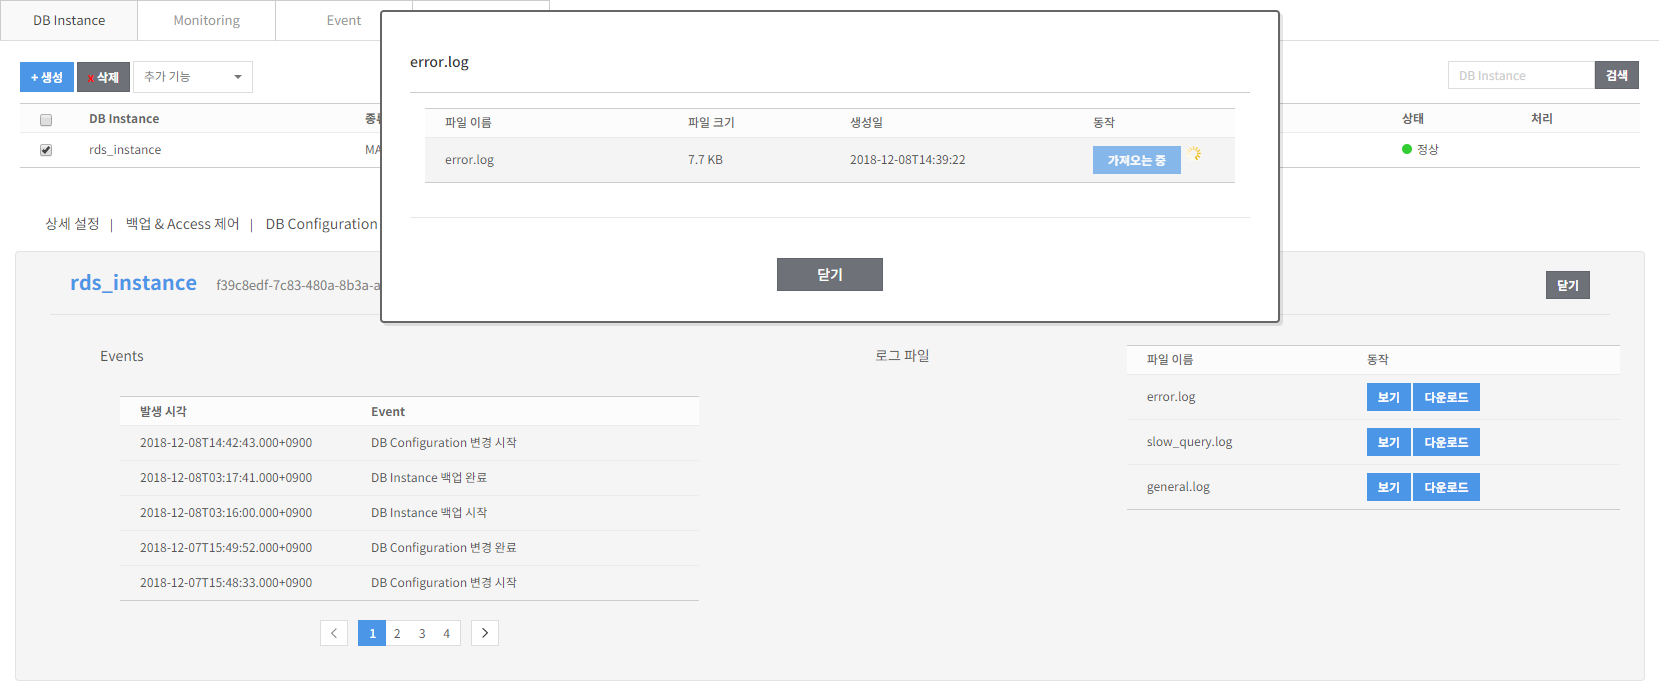 DB Instance Monitoring Event
+ 생성 x 삭제 추가 기능 DB Instance 검색
DB Instance 상태 처리
rds_instance 정상
상세 설정 | 백업 & Access 제어 | DB Configuration
rds_instance f39c8edf-7c83-480a-8b3a-a 닫기
error.log
파일 이름 파일 크기 생성일 동작
error.log 7.7 KB 2018-12-08T14:39:22 가져오는 중
닫기
Events
발생 시각 Event
2018-12-08T14:42:43.000+0900 DB Configuration 변경 시작
2018-12-08T03:17:41.000+0900 DB Instance 백업 완료
2018-12-08T03:16:00.000+0900 DB Instance 백업 시작
2018-12-07T15:49:52.000+0900 DB Configuration 변경 완료
2018-12-07T15:48:33.000+0900 DB Configuration 변경 시작
1 2 3 4
로그 파일
파일 이름 동작
error.log 보기 다운로드
slow_query.log 보기 다운로드
general.log 보기 다운로드